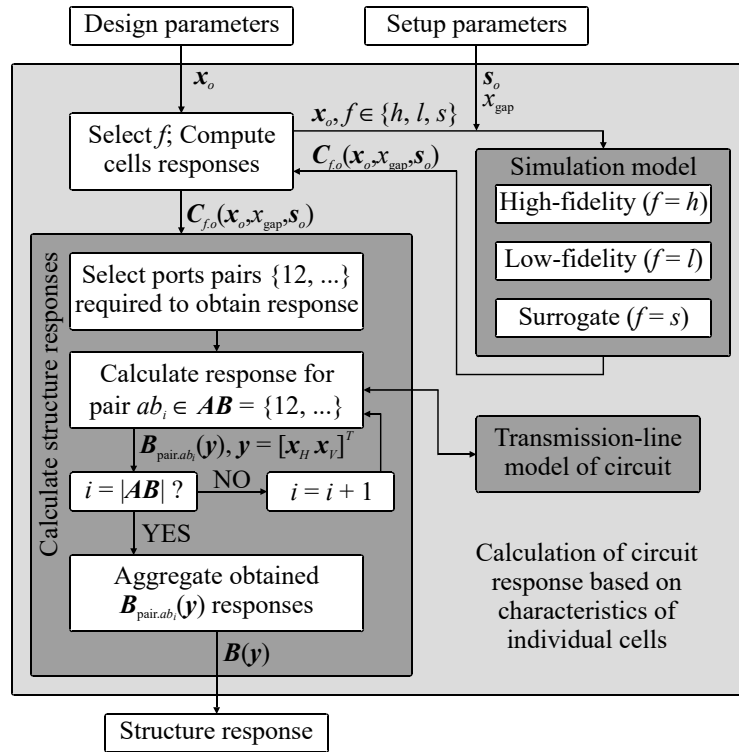 Design parameters
Setup parameters
x_o
s_o
x_gap
Select f; Compute
cells responses
x_o, f ∈ {h, l, s}
C_f.o(x_o,x_gap,s_o)
C_f.o(x_o,x_gap,s_o)
Simulation model
High-fidelity (f = h)
Low-fidelity (f = l)
Surrogate (f = s)
Calculate structure responses
Select ports pairs {12, ...}
required to obtain response
Calculate response for
pair ab_i ∈ AB = {12, ...}
B_pair.ab_i(y), y = [x_H x_V]^T
Transmission-line
model of circuit
i = |AB| ?
NO
i = i + 1
YES
Aggregate obtained
B_pair.ab_i(y) responses
Calculation of circuit
response based on
characteristics of
individual cells
B(y)
Structure response